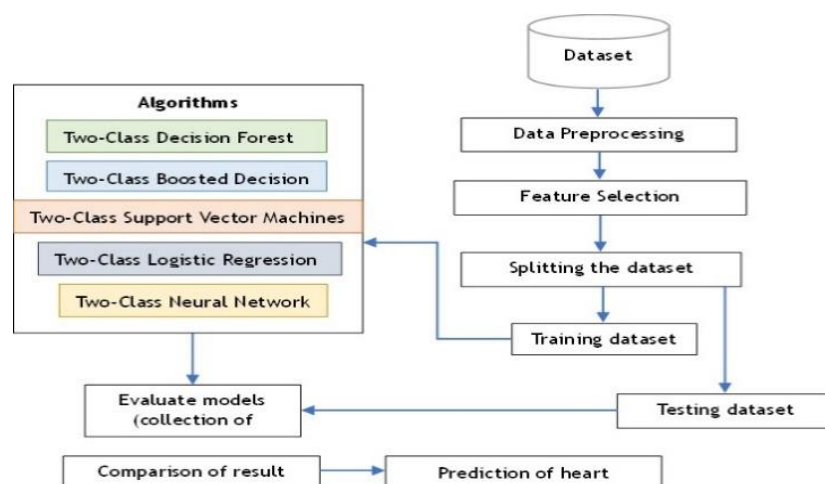 Dataset
Data Preprocessing
Feature Selection
Splitting the dataset
Training dataset
Testing dataset
Algorithms
Two-Class Decision Forest
Two-Class Boosted Decision
Two-Class Support Vector Machines
Two-Class Logistic Regression
Two-Class Neural Network
Evaluate models
(collection of
Comparison of result
Prediction of heart